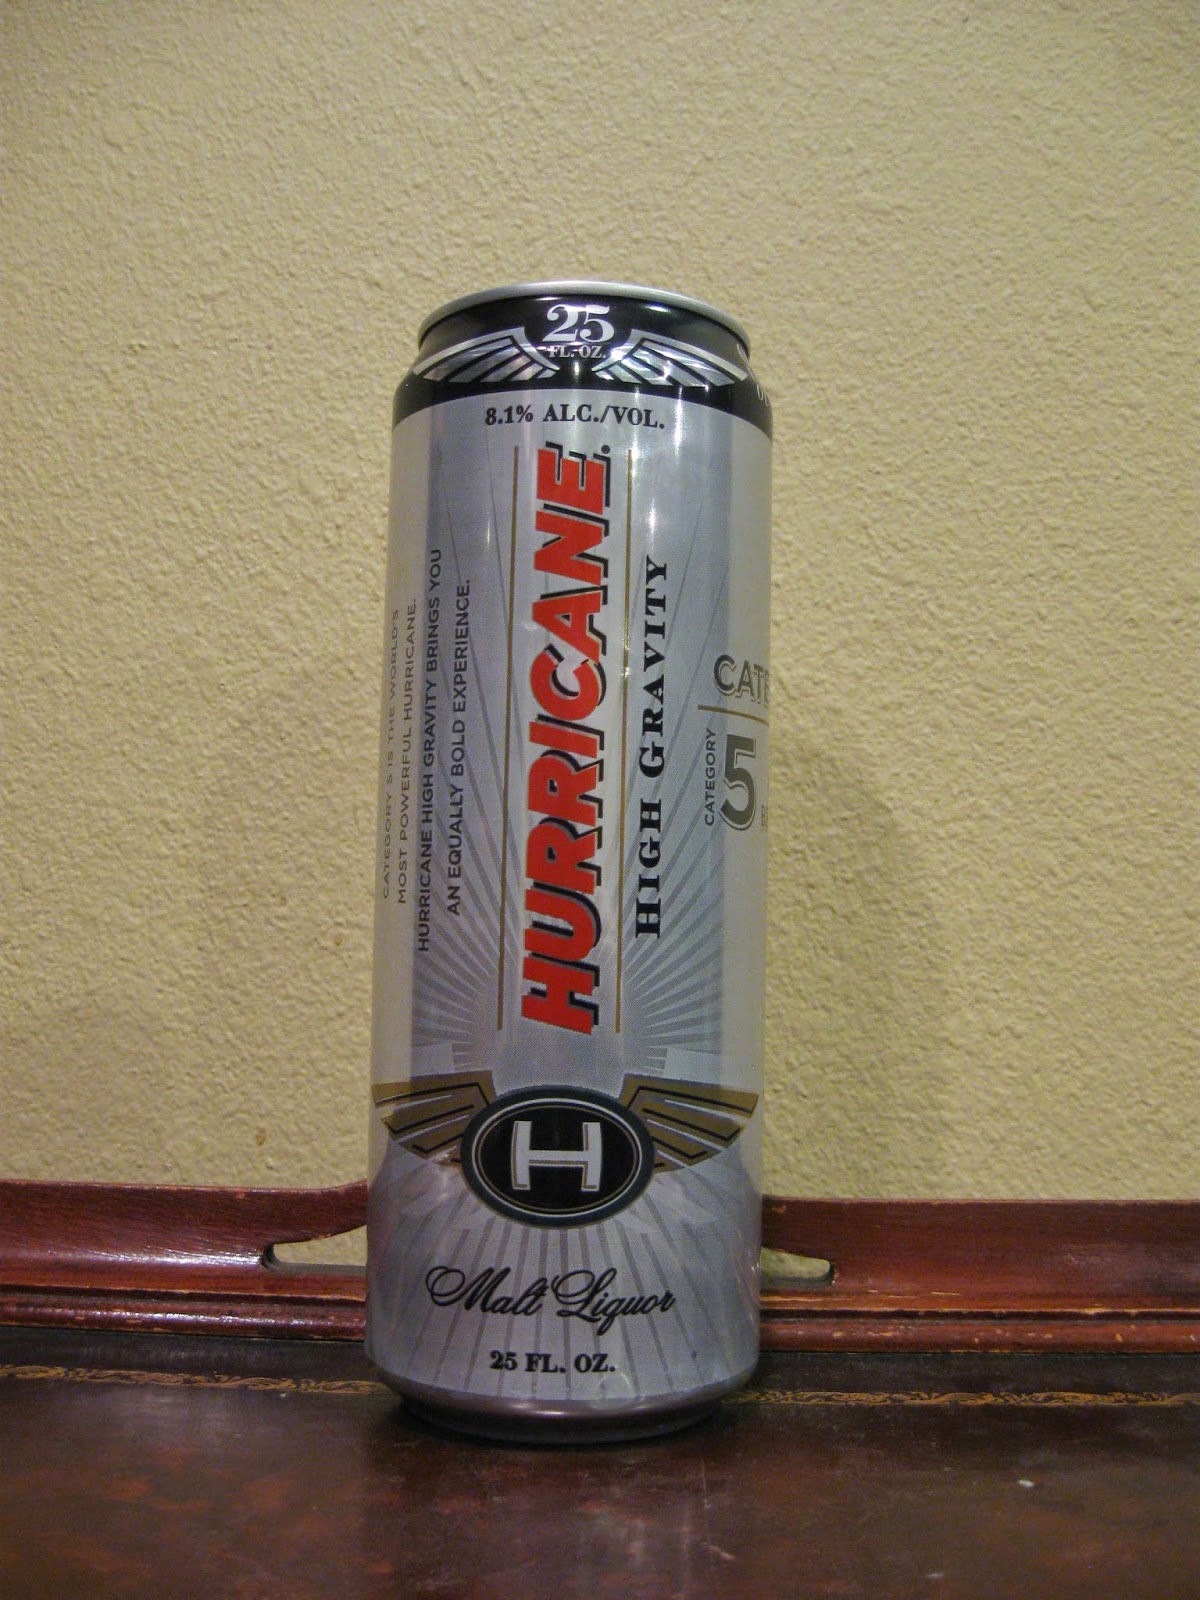 25
FL. OZ.
8.1% ALC./VOL.
CATEGORY 5 IS THE WORLD'S
MOST POWERFUL HURRICANE.
HURRICANE HIGH GRAVITY BRINGS YOU
AN EQUALLY BOLD EXPERIENCE.
HURRICANE
HIGH GRAVITY
CATE
CATEGORY
5
H
Malt Liquor
25 FL. OZ.